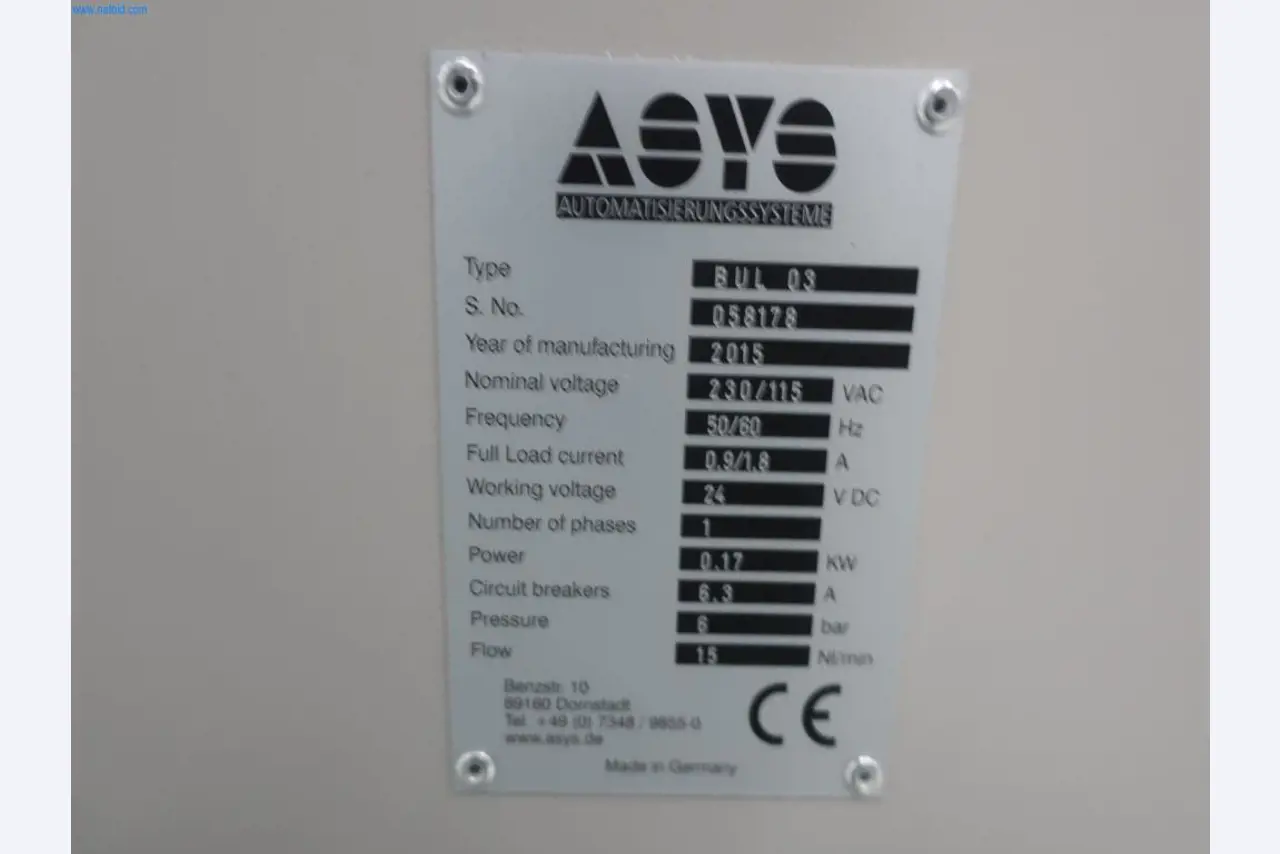 www.netbid.com
ASYS
AUTOMATISIERUNGSSYSTEME
Type BUL 03
S. No. 058178
Year of manufacturing 2015
Nominal voltage 230/115 VAC
Frequency 50/60 Hz
Full Load current 0.9/1.8 A
Working voltage 24 V DC
Number of phases 1
Power 0.17 KW
Circuit breakers 6.3 A
Pressure 6 bar
Flow 15 Nl/min
Benzstr. 10
89160 Dornstadt
Tel. +49 (0) 7348 / 9855-0
www.asys.de
CE
Made in Germany